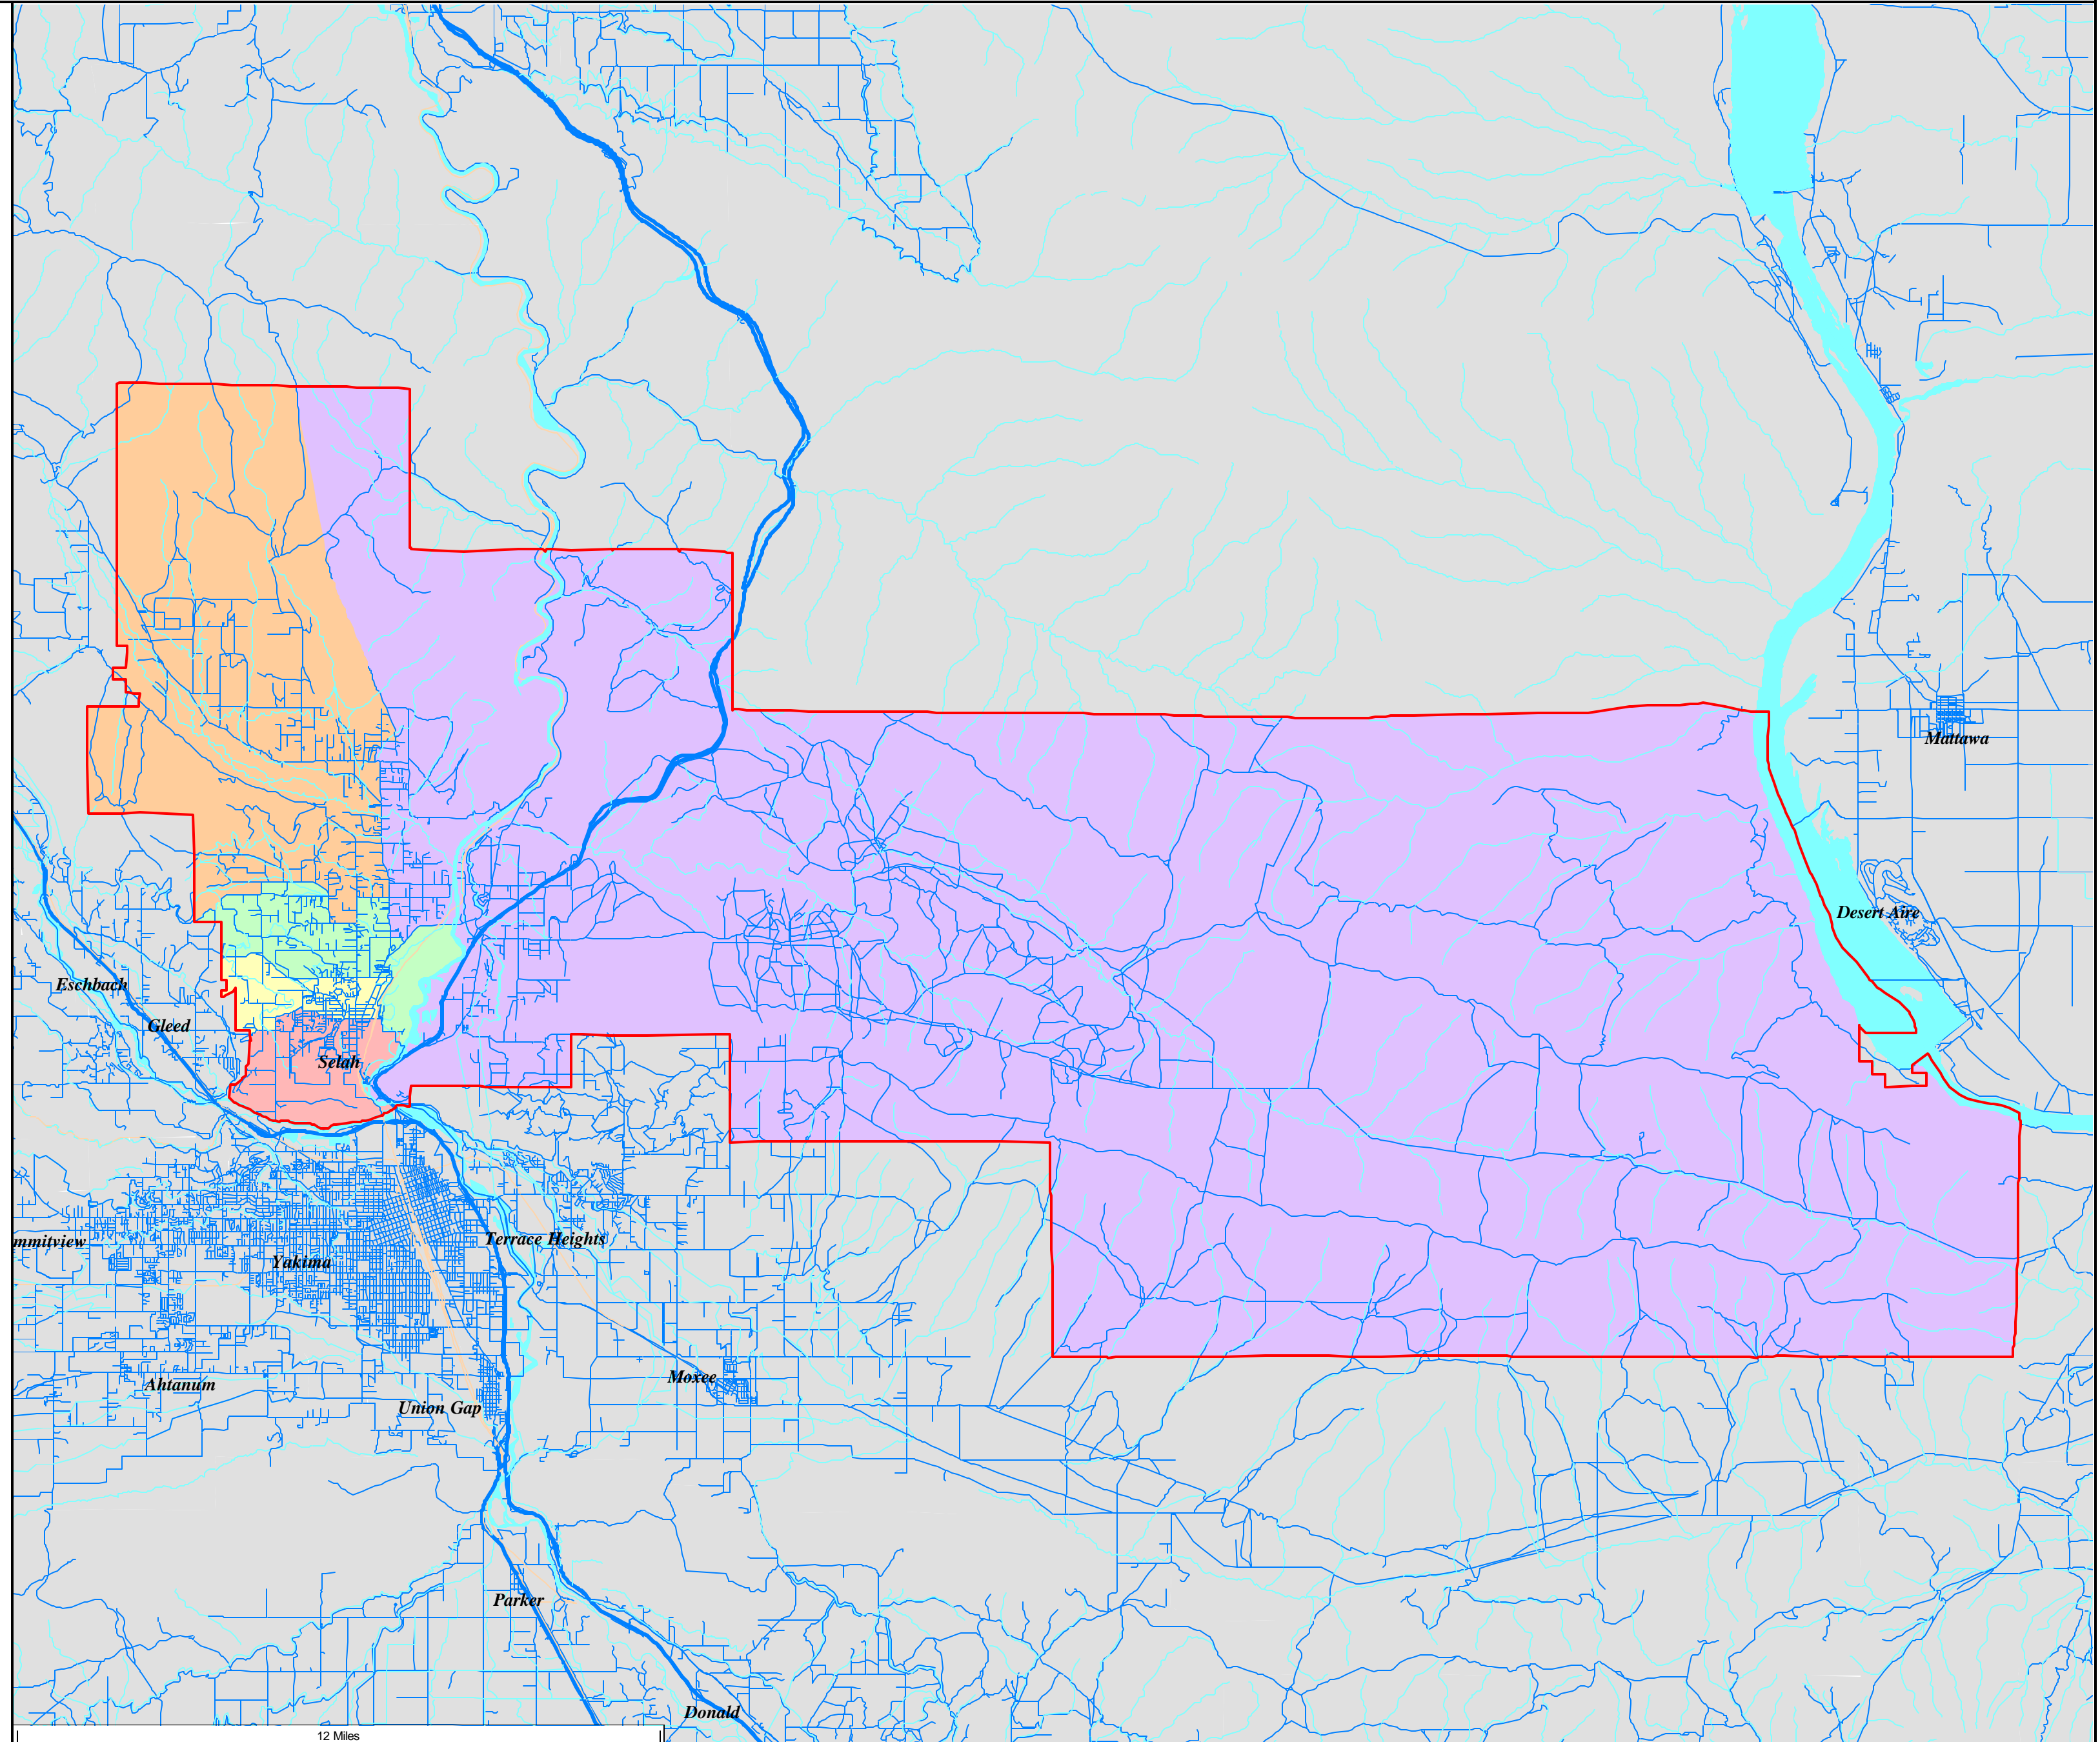 Mattawa
Desert Aire
Eschbach
Gleed
Selah
mmitview
Terrace Heights
Yakima
Moxee
Ahtanum
Union Gap
Parker
Donald
12 Miles